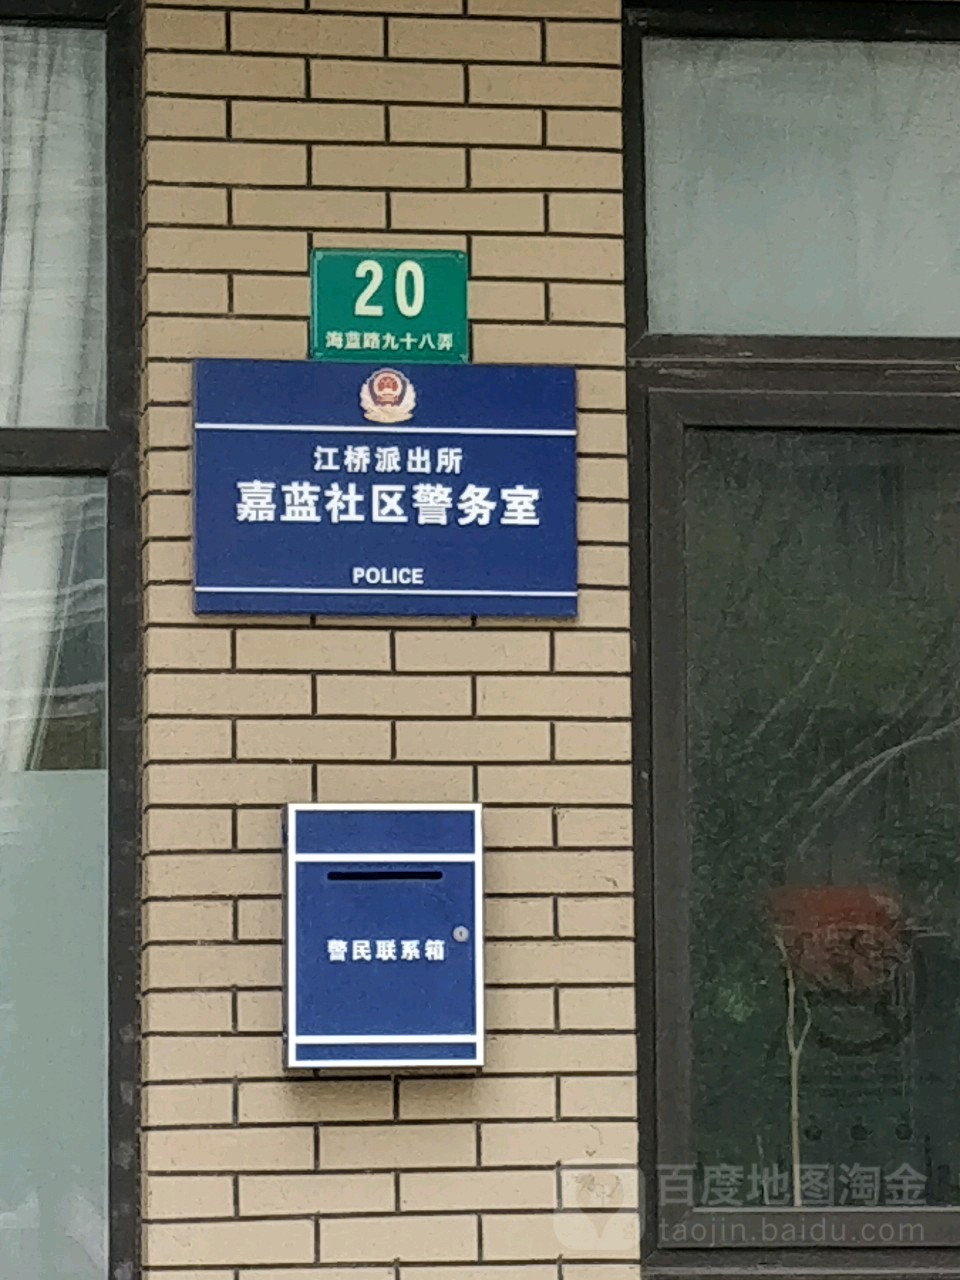 20
海蓝路九十八弄
江桥派出所
嘉蓝社区警务室
POLICE
警民联系箱
百度地图淘金
taojin.baidu.com